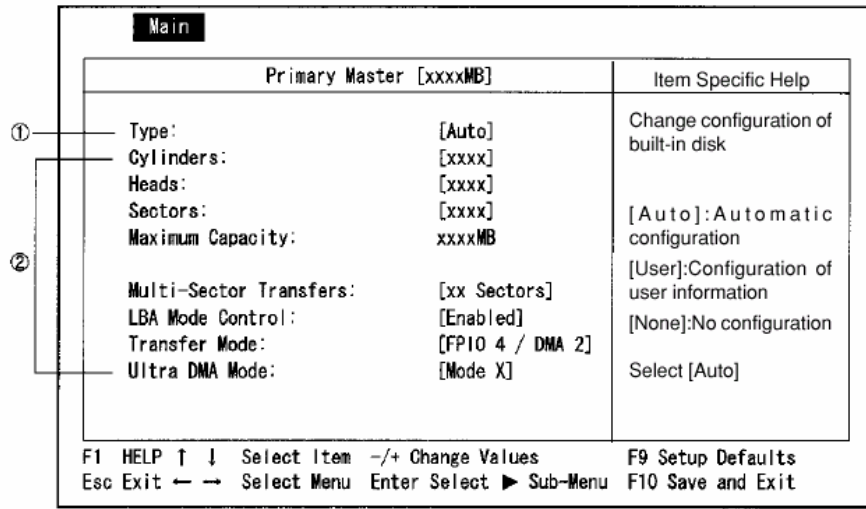 Main
Primary Master [xxxxMB]
Item Specific Help
① Type: [Auto]
Cylinders: [xxxx]
Heads: [xxxx]
Sectors: [xxxx]
Maximum Capacity: xxxxMB
②
Multi-Sector Transfers: [xx Sectors]
LBA Mode Control: [Enabled]
Transfer Mode: [FPIO 4 / DMA 2]
Ultra DMA Mode: [Mode X]
Change configuration of
built-in disk
[Auto]:Automatic
configuration
[User]:Configuration of
user information
[None]:No configuration
Select [Auto]
F1 HELP ↑ ↓ Select Item -/+ Change Values F9 Setup Defaults
Esc Exit ← → Select Menu Enter Select ▶ Sub-Menu F10 Save and Exit